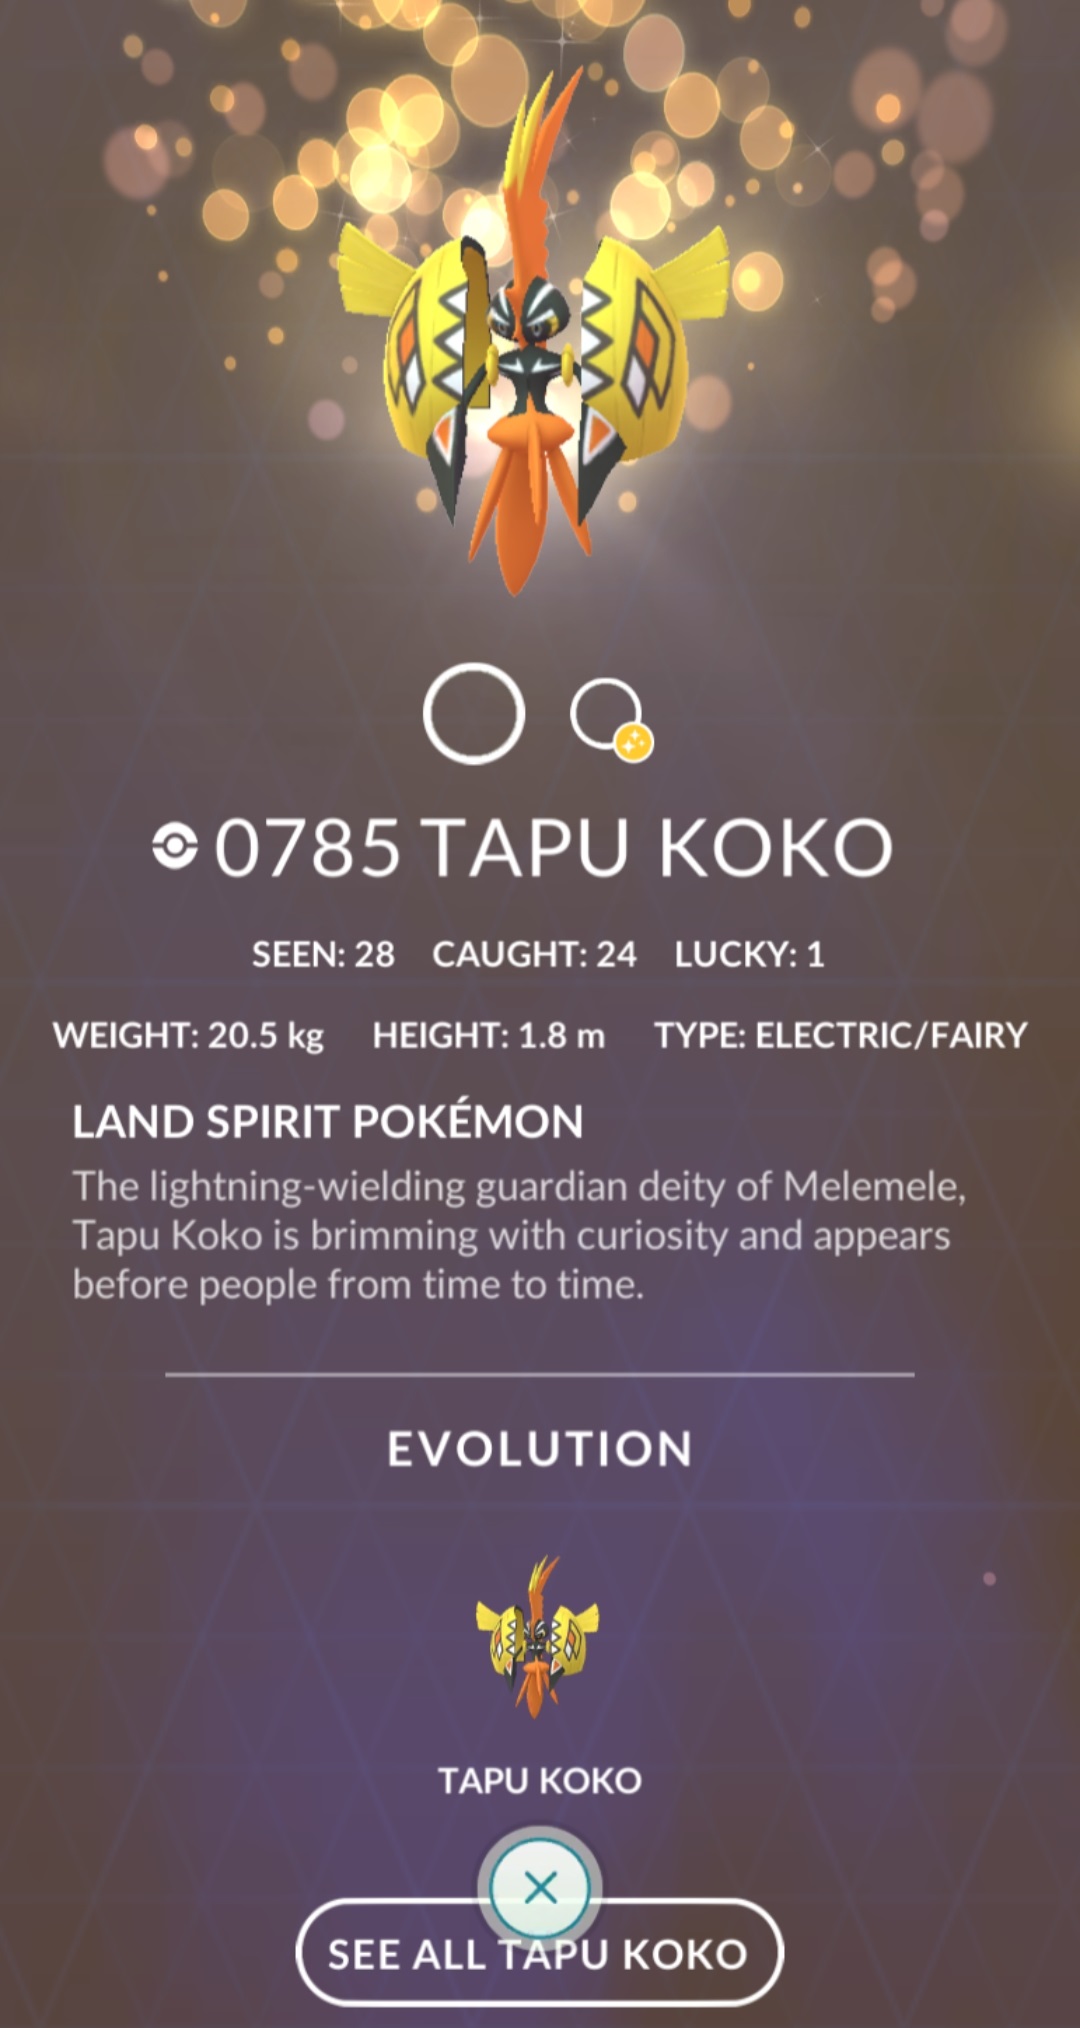 0785 TAPU KOKO
SEEN: 28 CAUGHT: 24 LUCKY: 1
WEIGHT: 20.5 kg HEIGHT: 1.8 m TYPE: ELECTRIC/FAIRY
LAND SPIRIT POKÉMON
The lightning-wielding guardian deity of Melemele,
Tapu Koko is brimming with curiosity and appears
before people from time to time.
EVOLUTION
TAPU KOKO
SEE ALL TAPU KOKO